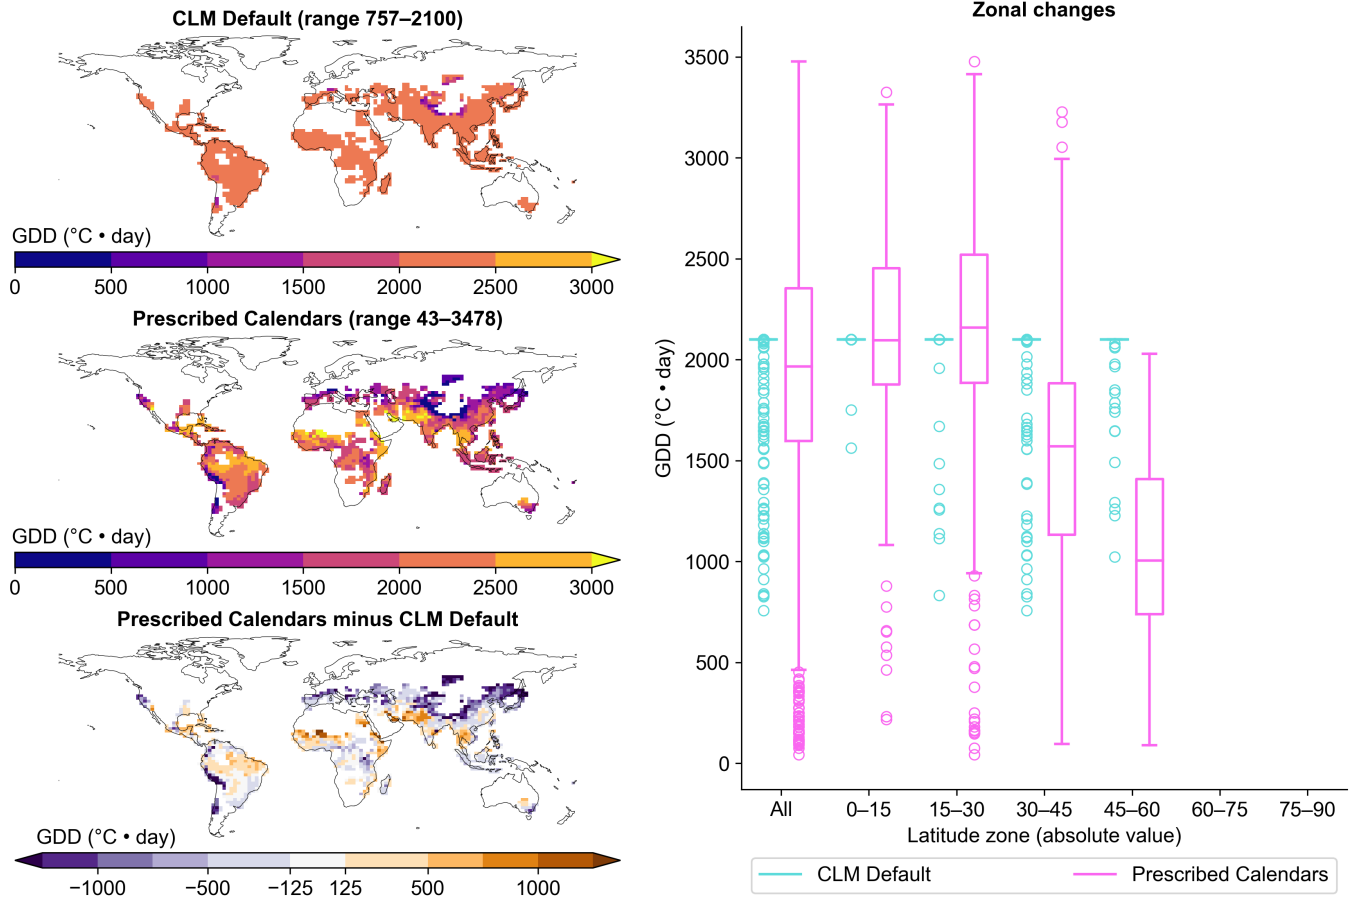 CLM Default (range 757–2100)
GDD (°C • day)
0 500 1000 1500 2000 2500 3000
Prescribed Calendars (range 43–3478)
GDD (°C • day)
0 500 1000 1500 2000 2500 3000
Prescribed Calendars minus CLM Default
GDD (°C • day)
−1000 −500 −125 125 500 1000
Zonal changes
3500
3000
2500
2000
1500
1000
500
0
GDD (°C • day)
All 0–15 15–30 30–45 45–60 60–75 75–90
Latitude zone (absolute value)
CLM Default Prescribed Calendars